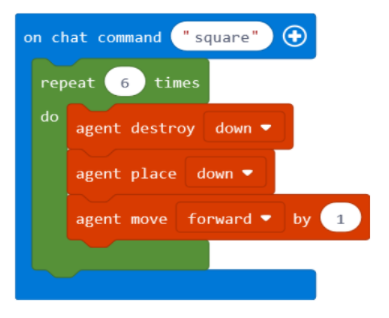 on chat command "square"
repeat 6 times
do
agent destroy down
agent place down
agent move forward by 1